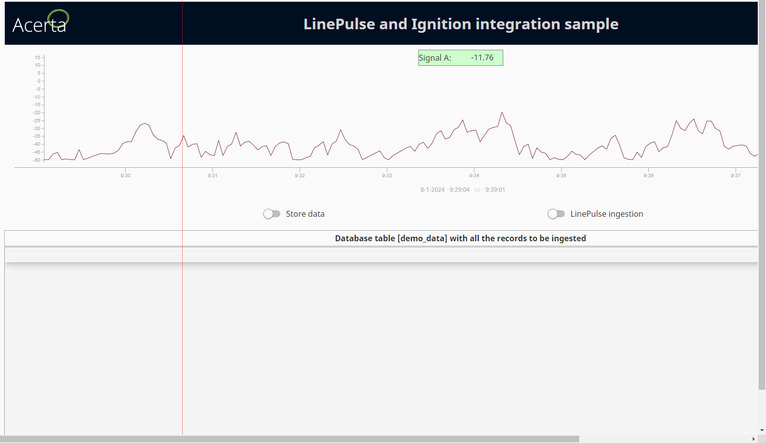 Acerta
LinePulse and Ignition integration sample
Signal A: -11.76
15
10
5
0
-5
-10
-15
-20
-25
-30
-35
-40
-45
-50
9:30 9:31 9:32 9:33 9:34 9:35 9:36 9:37
8-1-2024 9:29:04 to 9:39:01
Store data LinePulse ingestion
Database table [demo_data] with all the records to be ingested